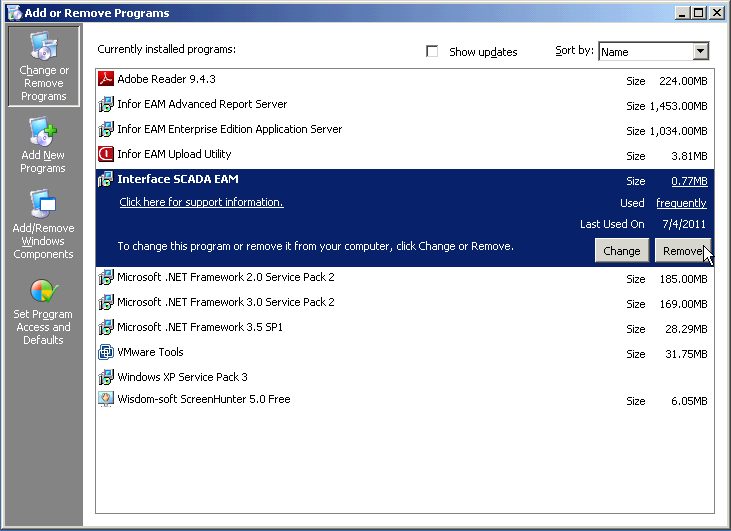 Add or Remove Programs
Change or
Remove
Programs
Add New
Programs
Add/Remove
Windows
Components
Set Program
Access and
Defaults
Currently installed programs:
Show updates
Sort by: Name
Adobe Reader 9.4.3 Size 224.00MB
Infor EAM Advanced Report Server Size 1,453.00MB
Infor EAM Enterprise Edition Application Server Size 1,034.00MB
Infor EAM Upload Utility Size 3.81MB
Interface SCADA EAM Size 0.77MB
Click here for support information. Used frequently
Last Used On 7/4/2011
To change this program or remove it from your computer, click Change or Remove. Change Remove
Microsoft .NET Framework 2.0 Service Pack 2 Size 185.00MB
Microsoft .NET Framework 3.0 Service Pack 2 Size 169.00MB
Microsoft .NET Framework 3.5 SP1 Size 28.29MB
VMware Tools Size 31.75MB
Windows XP Service Pack 3
Wisdom-soft ScreenHunter 5.0 Free Size 6.05MB